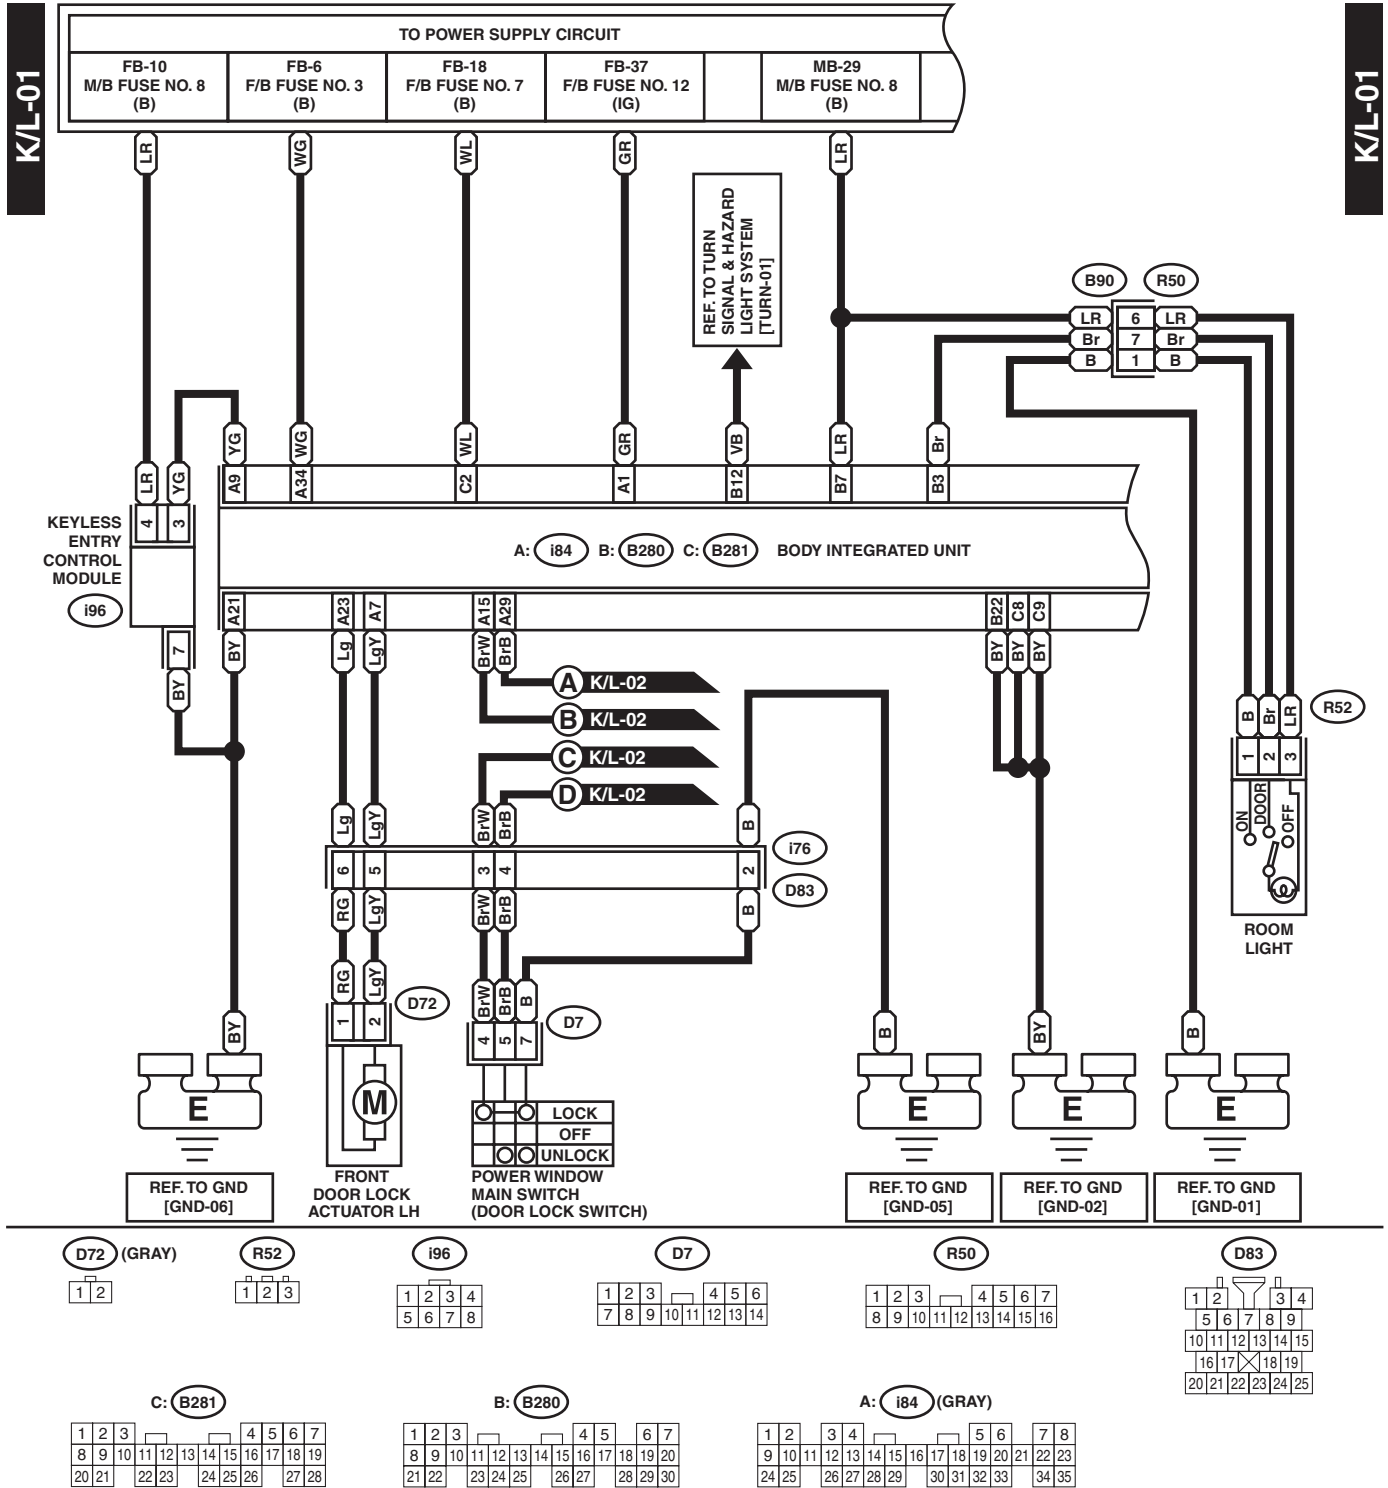 K/L-01
K/L-01
TO POWER SUPPLY CIRCUIT
FB-10
M/B FUSE NO. 8
(B)
FB-6
F/B FUSE NO. 3
(B)
FB-18
F/B FUSE NO. 7
(B)
FB-37
F/B FUSE NO. 12
(IG)
MB-29
M/B FUSE NO. 8
(B)
LR
WG
WL
GR
LR
REF. TO TURN
SIGNAL & HAZARD
LIGHT SYSTEM
[TURN-01]
B90
R50
LR 6 LR
Br 7 Br
B 1 B
LR
YG
YG
WG
WL
GR
VB
LR
Br
4
3
A9
A34
C2
A1
B12
B7
B3
KEYLESS
ENTRY
CONTROL
MODULE
i96
A: i84 B: B280 C: B281 BODY INTEGRATED UNIT
A21
A23
A7
A15
A29
B22
C8
C9
7
BY
BY
Lg
LgY
BrW
BrB
BY
BY
BY
A K/L-02
B K/L-02
C K/L-02
D K/L-02
R52
B
Br
LR
1
2
3
ON
DOOR
OFF
ROOM
LIGHT
Lg
LgY
BrW
BrB
B
i76
6
5
3
4
2
D83
RG
LgY
BrW
BrB
B
RG
LgY
BrW
BrB
B
D72
D7
1
2
4
5
7
BY
B
BY
B
M
LOCK
OFF
UNLOCK
E
E
E
E
FRONT
DOOR LOCK
ACTUATOR LH
POWER WINDOW
MAIN SWITCH
(DOOR LOCK SWITCH)
REF. TO GND
[GND-06]
REF. TO GND
[GND-05]
REF. TO GND
[GND-02]
REF. TO GND
[GND-01]
D72 (GRAY)
1 2
R52
1 2 3
i96
1 2 3 4
5 6 7 8
D7
1 2 3 4 5 6
7 8 9 10 11 12 13 14
R50
1 2 3 4 5 6 7
8 9 10 11 12 13 14 15 16
D83
1 2 3 4
5 6 7 8 9
10 11 12 13 14 15
16 17 18 19
20 21 22 23 24 25
C: B281
1 2 3 4 5 6 7
8 9 10 11 12 13 14 15 16 17 18 19
20 21 22 23 24 25 26 27 28
B: B280
1 2 3 4 5 6 7
8 9 10 11 12 13 14 15 16 17 18 19 20
21 22 23 24 25 26 27 28 29 30
A: i84 (GRAY)
1 2 3 4 5 6 7 8
9 10 11 12 13 14 15 16 17 18 19 20 21 22 23
24 25 26 27 28 29 30 31 32 33 34 35